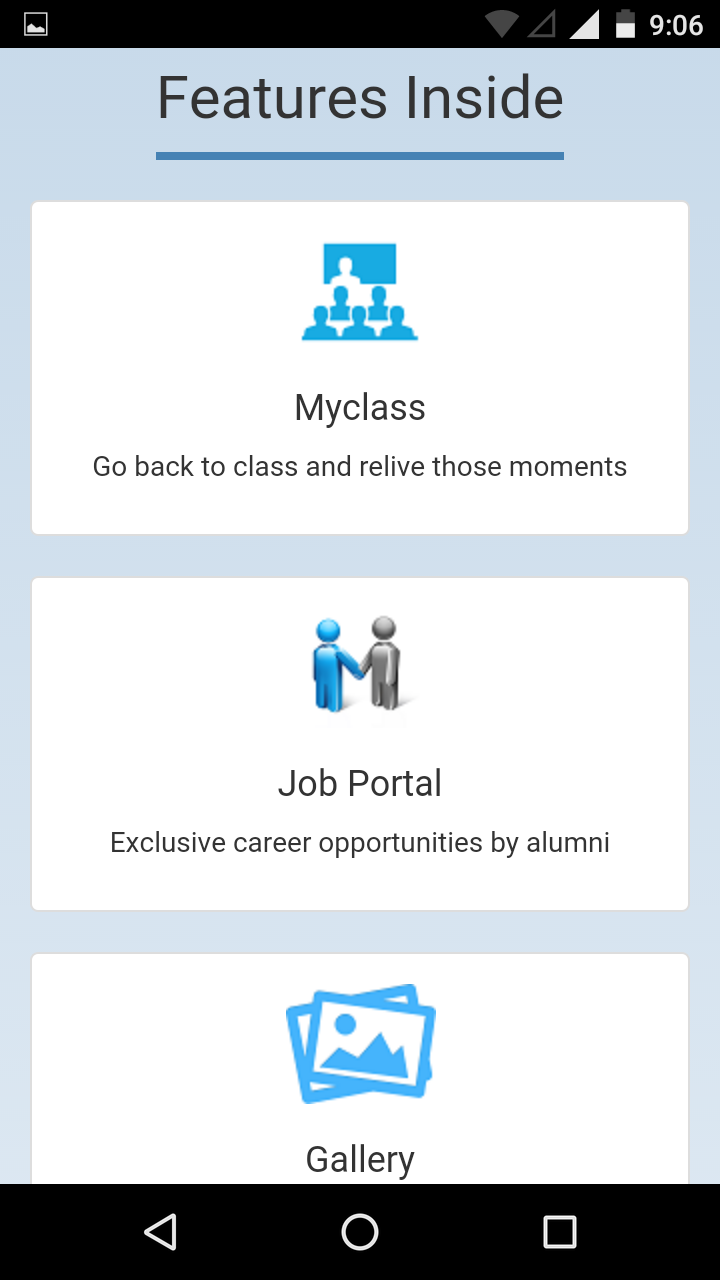 9:06
Features Inside
Myclass
Go back to class and relive those moments
Job Portal
Exclusive career opportunities by alumni
Gallery